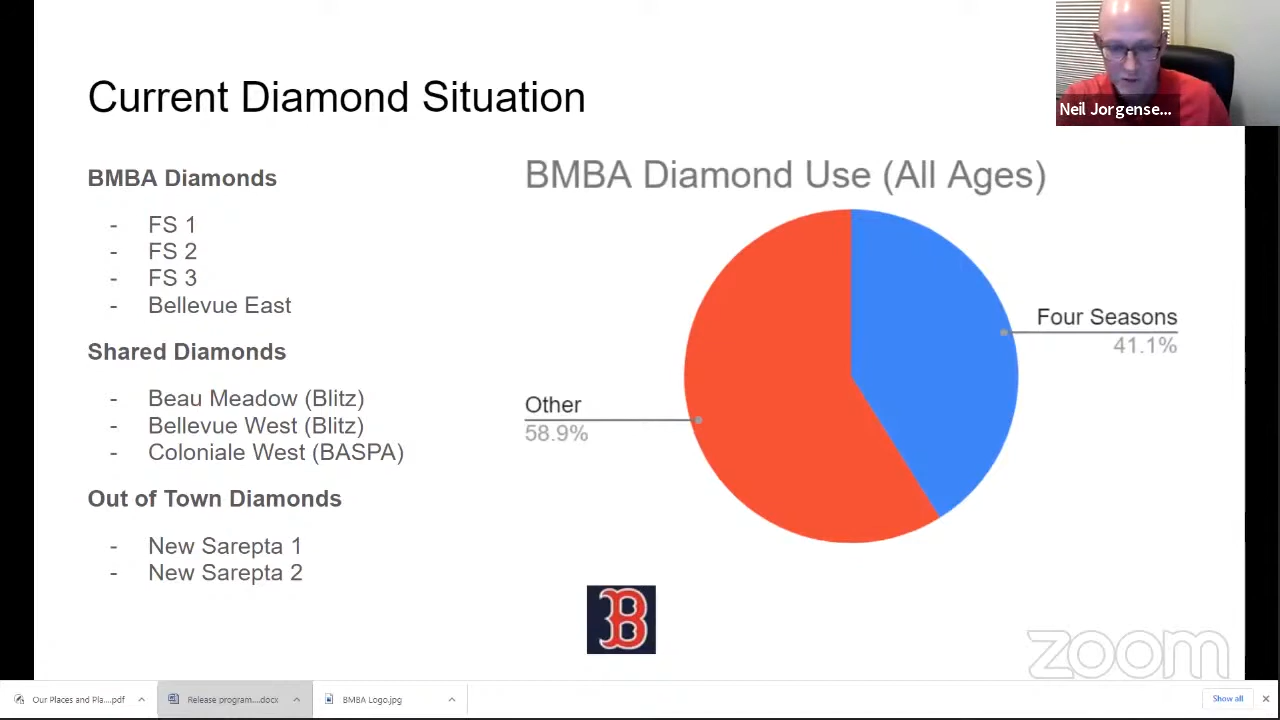 Current Diamond Situation
Neil Jorgense...
BMBA Diamonds
- FS 1
- FS 2
- FS 3
- Bellevue East
Shared Diamonds
- Beau Meadow (Blitz)
- Bellevue West (Blitz)
- Coloniale West (BASPA)
Out of Town Diamonds
- New Sarepta 1
- New Sarepta 2
BMBA Diamond Use (All Ages)
Four Seasons
41.1%
Other
58.9%
B
zoom
Our Places and Pla....pdf
Release program....docx
BMBA Logo.jpg
Show all